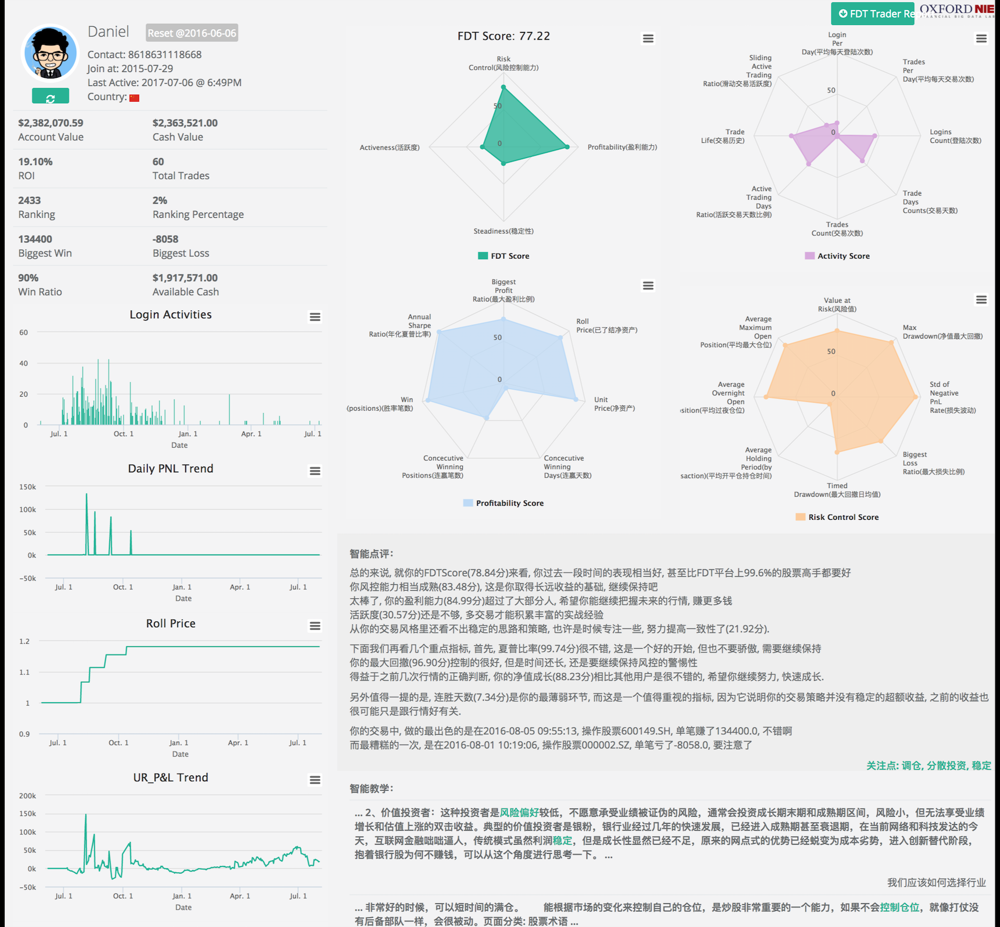 FDT Trader Re
OXFORD NIE
FINANCIAL BIG DATA LAB
Daniel
Reset @2016-06-06
Contact: 8618631118668
Join at: 2015-07-29
Last Active: 2017-07-06 @ 6:49PM
Country:
$2,382,070.59
Account Value
$2,363,521.00
Cash Value
19.10%
ROI
60
Total Trades
2433
Ranking
2%
Ranking Percentage
134400
Biggest Win
-8058
Biggest Loss
90%
Win Ratio
$1,917,571.00
Available Cash
Login Activities
60
40
20
0
Jul. 1
Oct. 1
Jan. 1
Apr. 1
Jul. 1
Date
Daily PNL Trend
150k
100k
50k
0k
-50k
Jul. 1
Oct. 1
Jan. 1
Apr. 1
Jul. 1
Date
Roll Price
1.2
1.1
1
0.9
Jul. 1
Oct. 1
Jan. 1
Apr. 1
Jul. 1
Date
UR_P&L Trend
200k
150k
100k
50k
0k
-50k
Jul. 1
Oct. 1
Jan. 1
Apr. 1
Jul. 1
Date
FDT Score: 77.22
Risk
Control(风险控制能力)
50
0
Activeness(活跃度)
Profitability(盈利能力)
Steadiness(稳定性)
FDT Score
Login
Per
Day(平均每天登陆次数)
Sliding
Active
Trading
Ratio(滑动交易活跃度)
Trades
Per
Day(平均每天交易次数)
50
0
Trade
Life(交易历史)
Logins
Count(登陆次数)
Active
Trading
Days
Ratio(活跃交易天数比例)
Trade
Days
Counts(交易天数)
Trades
Count(交易次数)
Activity Score
Biggest
Profit
Ratio(最大盈利比例)
Annual
Sharpe
Ratio(年化夏普比率)
Roll
Price(已了结净资产)
50
0
Win
(positions)(胜率笔数)
Unit
Price(净资产)
Concecutive
Winning
Positions(连赢笔数)
Concecutive
Winning
Days(连赢天数)
Profitability Score
Value at
Risk(风险值)
Average
Maximum
Open
Position(平均最大仓位)
Max
Drawdown(净值最大回撤)
50
0
Average
Overnight
Open
sition(平均过夜仓位)
Std of
Negative
PnL
Rate(损失波动)
Average
Holding
Period(by
saction)(平均开平仓持仓时间)
Biggest
Loss
Ratio(最大损失比例)
Timed
Drawdown(最大回撤日均值)
Risk Control Score
智能点评：
总的来说, 就你的FDTScore(78.84分)来看, 你过去一段时间的表现相当好, 甚至比FDT平台上99.6%的股票高手都要好
你风控能力相当成熟(83.48分), 这是你取得长远收益的基础, 继续保持吧
太棒了, 你的盈利能力(84.99分)超过了大部分人, 希望你能继续把握未来的行情, 赚更多钱
活跃度(30.57分)还是不够, 多交易才能积累丰富的实战经验
从你的交易风格里还看不出稳定的思路和策略, 也许是时候专注一些, 努力提高一致性了(21.92分).
下面我们再看几个重点指标, 首先, 夏普比率(99.74分)很不错, 这是一个好的开始, 但也不要骄傲, 需要继续保持
你的最大回撤(96.90分)控制的很好, 但是时间还长, 还是要继续保持风控的警惕性
得益于之前几次行情的正确判断, 你的净值成长(88.23分)相比其他用户是很不错的, 希望你继续努力, 快速成长.
另外值得一提的是, 连胜天数(7.34分)是你的最薄弱环节, 而这是一个值得重视的指标, 因为它说明你的交易策略并没有稳定的超额收益, 之前的收益也
很可能只是跟行情好有关.
你的交易中, 做的最出色的是在2016-08-05 09:55:13, 操作股票600149.SH, 单笔赚了134400.0, 不错啊
而最糟糕的一次, 是在2016-08-01 10:19:06, 操作股票000002.SZ, 单笔亏了-8058.0, 要注意了
关注点: 调仓, 分散投资, 稳定
智能教学：
... 2、价值投资者：这种投资者是风险偏好较低，不愿意承受业绩被证伪的风险，通常会投资成长期末期和成熟期区间，风险小，但无法享受业绩
增长和估值上涨的双击收益。典型的价值投资者是银粉，银行业经过几年的快速发展，已经进入成熟期甚至衰退期，在当前网络和科技发达的今
天，互联网金融咄咄逼人，传统模式虽然利润稳定，但是成长性显然已经不足，原来的网点式的优势已经蜕变为成本劣势，进入创新替代阶段，
抱着银行股为何不赚钱，可以从这个角度进行思考一下。 ...
我们应该如何选择行业
... 非常好的时候，可以短时间的满仓。 能根据市场的变化来控制自己的仓位，是炒股非常重要的一个能力，如果不会控制仓位，就像打仗没
有后备部队一样，会很被动。页面分类: 股票术语 ...